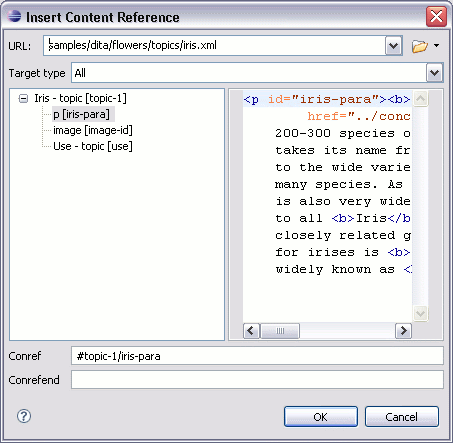 Insert Content Reference
URL: samples/dita/flowers/topics/iris.xml
Target type All
Iris - topic [topic-1]
p [iris-para]
image [image-id]
Use - topic [use]
<p id="iris-para"><b>
href="../conc
200-300 species o
takes its name fr
to the wide varie
many species. As
is also very wide
to all <b>Iris</b
closely related g
for irises is <b>
widely known as <
Conref #topic-1/iris-para
Conrefend
?
OK Cancel